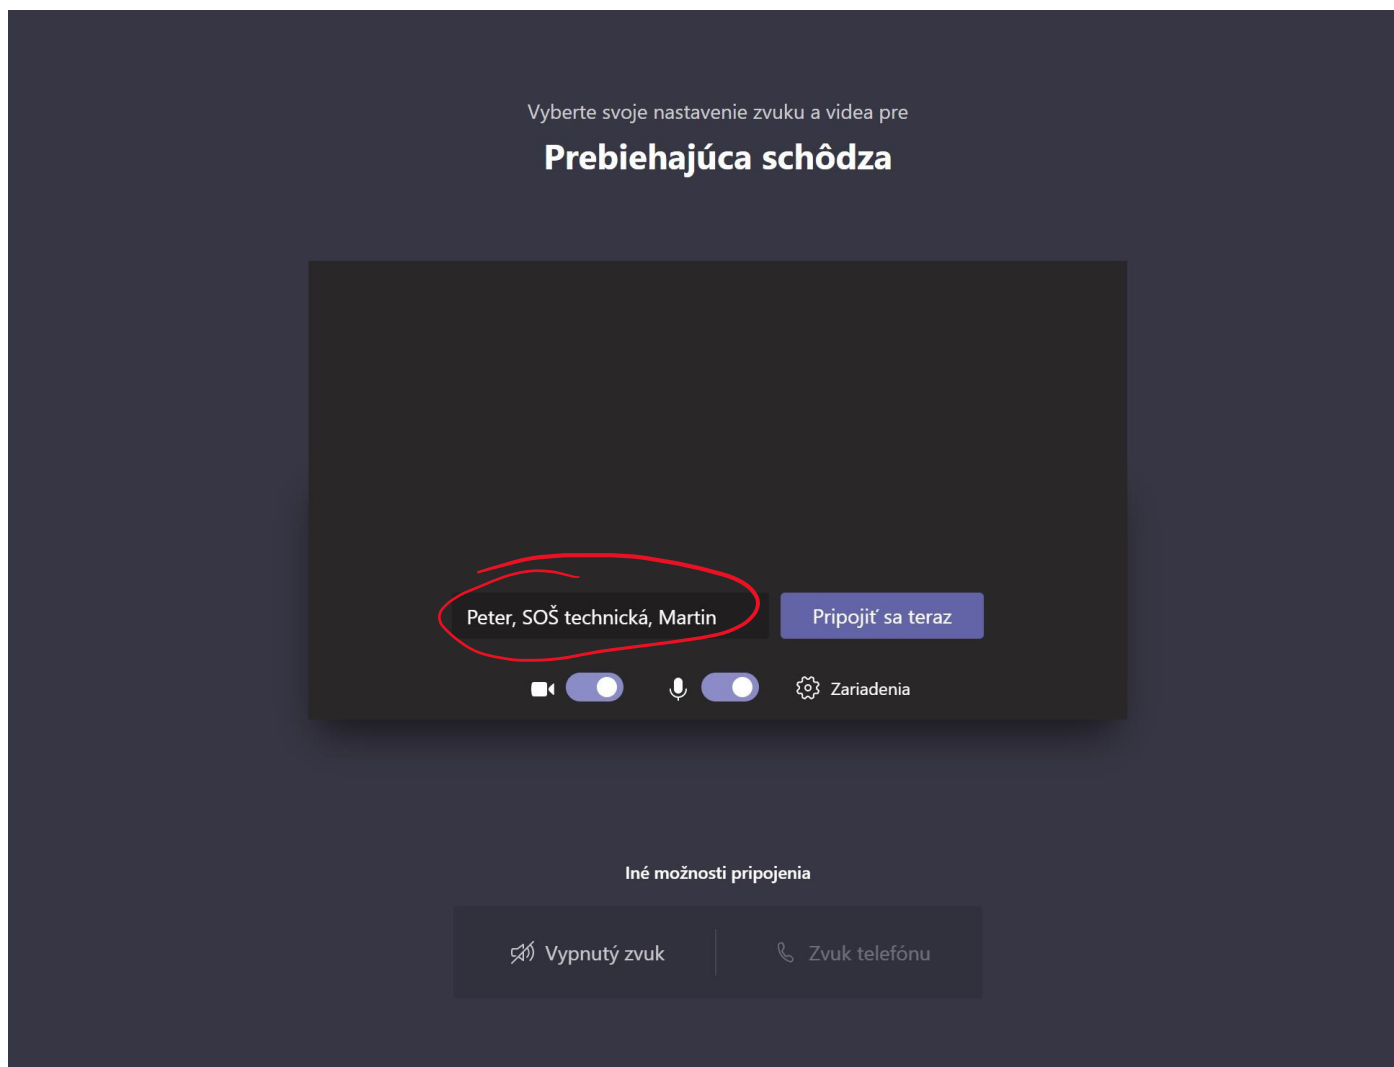 Vyberte svoje nastavenie zvuku a videa pre
Prebiehajúca schôdza
Peter, SOŠ technická, Martin
Pripojiť sa teraz
Zariadenia
Iné možnosti pripojenia
Vypnutý zvuk
Zvuk telefónu